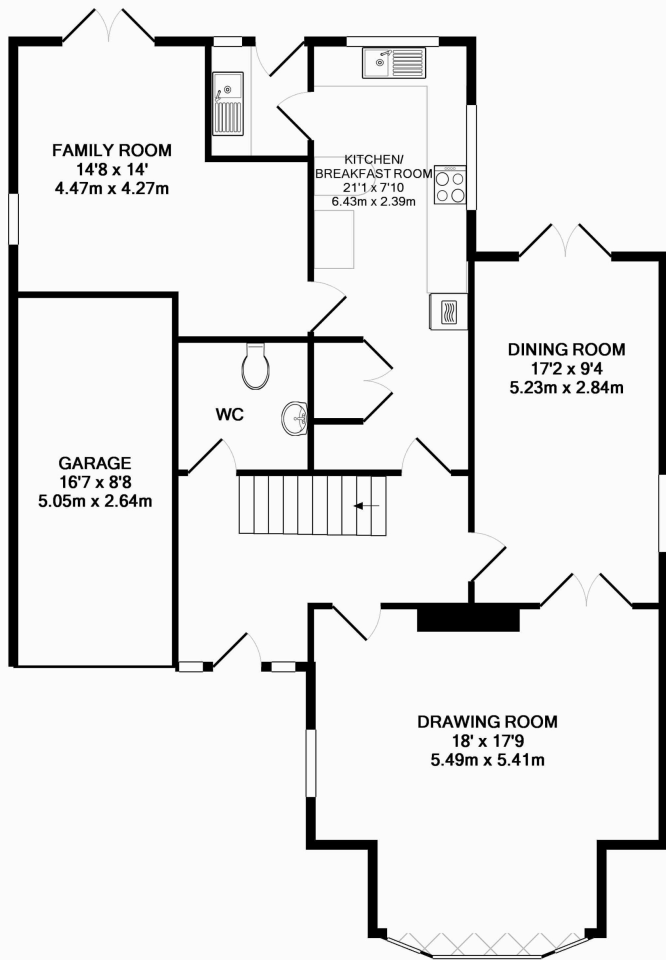 FAMILY ROOM
14'8 x 14'
4.47m x 4.27m
KITCHEN/
BREAKFAST ROOM
21'1 x 7'10
6.43m x 2.39m
DINING ROOM
17'2 x 9'4
5.23m x 2.84m
WC
GARAGE
16'7 x 8'8
5.05m x 2.64m
DRAWING ROOM
18' x 17'9
5.49m x 5.41m